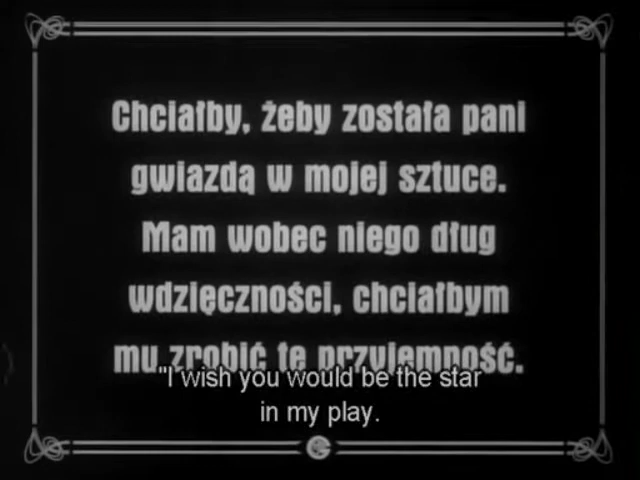 Chciałby, żeby została pani
gwiazdą w mojej sztuce.
Mam wobec niego dług
wdzięczności, chciałbym
mu zrobić tę przyjemność.
"I wish you would be the star
in my play.